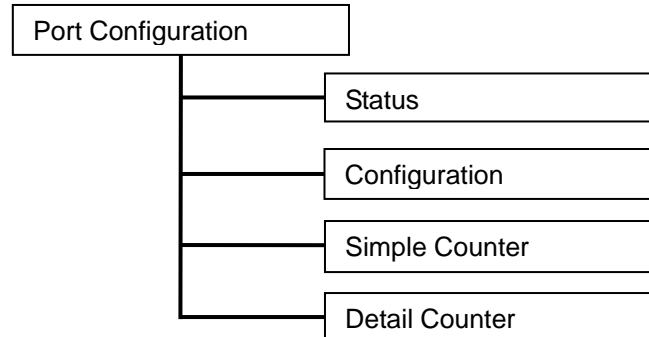 Port Configuration
Status
Configuration
Simple Counter
Detail Counter